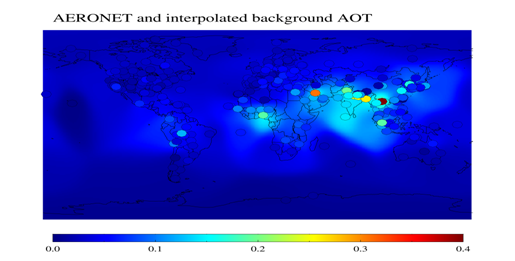 AERONET and interpolated background AOT
0.0 0.1 0.2 0.3 0.4